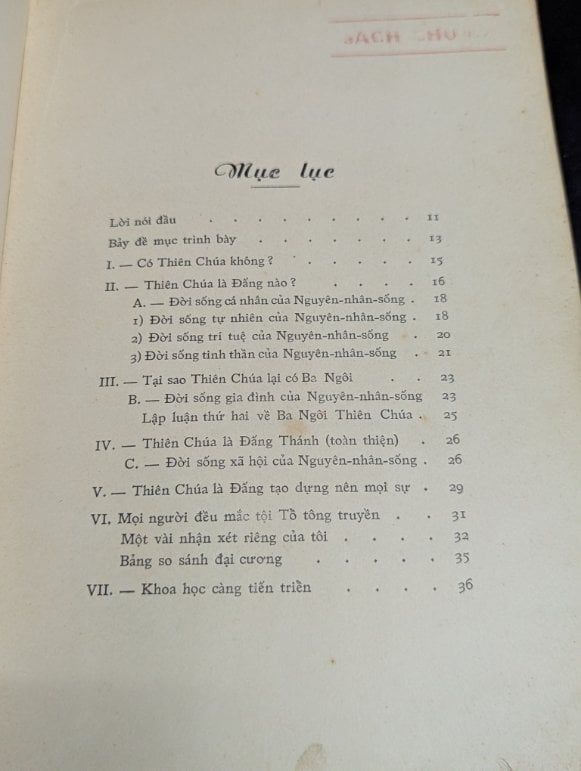 Mục lục
Lời nói đầu . . . . . . . . 11
Bảy đề mục trình bày . . . . . . 13
I. — Có Thiên Chúa không ? . . . . . 15
II. — Thiên Chúa là Đấng nào ? . . . . 16
A. — Đời sống cá nhân của Nguyên-nhân-sống . 18
1) Đời sống tự nhiên của Nguyên-nhân-sống . 18
2) Đời sống trí tuệ của Nguyên-nhân-sống . 20
3) Đời sống tinh thần của Nguyên-nhân-sống . 21
III. — Tại sao Thiên Chúa lại có Ba Ngôi . . 23
B. — Đời sống gia đình của Nguyên-nhân-sống 23
Lập luận thứ hai về Ba Ngôi Thiên Chúa . 25
IV. — Thiên Chúa là Đấng Thánh (toàn thiện) . 26
C. — Đời sống xã hội của Nguyên-nhân-sống . 26
V. — Thiên Chúa là Đấng tạo dựng nên mọi sự . 29
VI. Mọi người đều mắc tội Tổ tông truyền . . 31
Một vài nhận xét riêng của tôi . . . . 32
Bảng so sánh đại cương . . . . . 35
VII. — Khoa học càng tiến triển . . . . 36